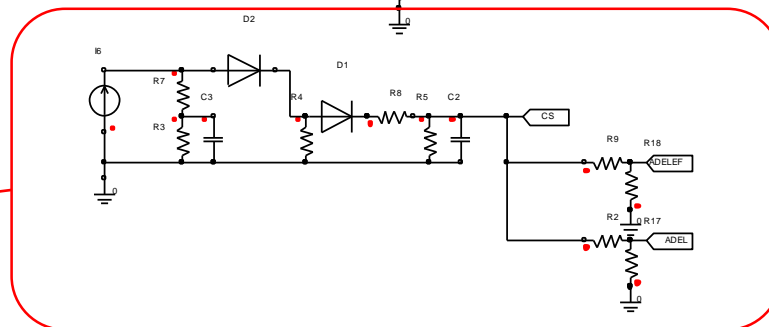 0
D2
I6
D1
R7
C3
R4
R8
R5
C2
CS
R3
R9
R18
ADELEF
0
R2
0
R17
ADEL
0